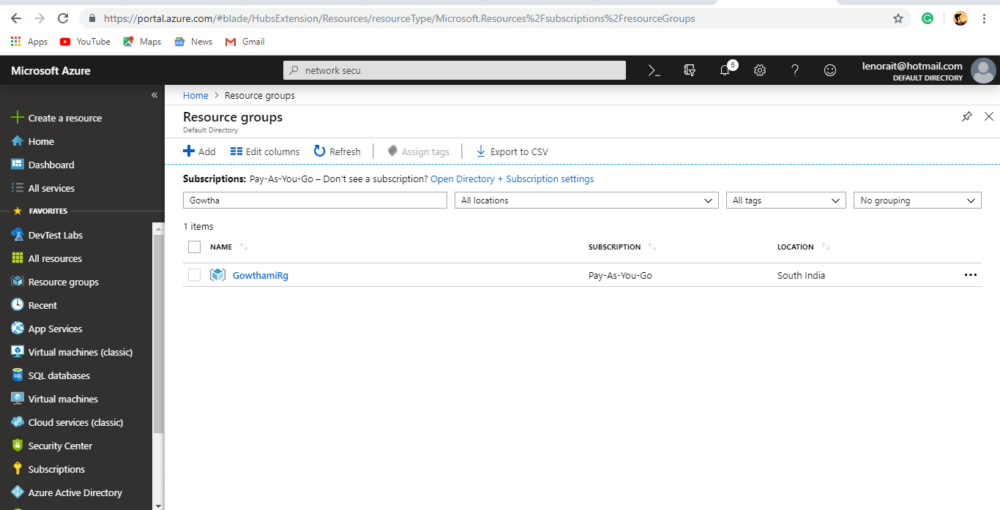 https://portal.azure.com/#blade/HubsExtension/Resources/resourceType/Microsoft.Resources%2Fsubscriptions%2FresourceGroups
Apps YouTube Maps News Gmail
Microsoft Azure network secu 6 lenorait@hotmail.com
DEFAULT DIRECTORY
«
Home > Resource groups
Create a resource
Resource groups
Default Directory
Home
Add Edit columns Refresh Assign tags Export to CSV
Dashboard
Subscriptions: Pay-As-You-Go – Don't see a subscription? Open Directory + Subscription settings
All services
Gowtha All locations All tags No grouping
FAVORITES
1 items
DevTest Labs
NAME SUBSCRIPTION LOCATION
All resources
GowthamiRg Pay-As-You-Go South India
Resource groups
Recent
App Services
Virtual machines (classic)
SQL databases
Virtual machines
Cloud services (classic)
Security Center
Subscriptions
Azure Active Directory